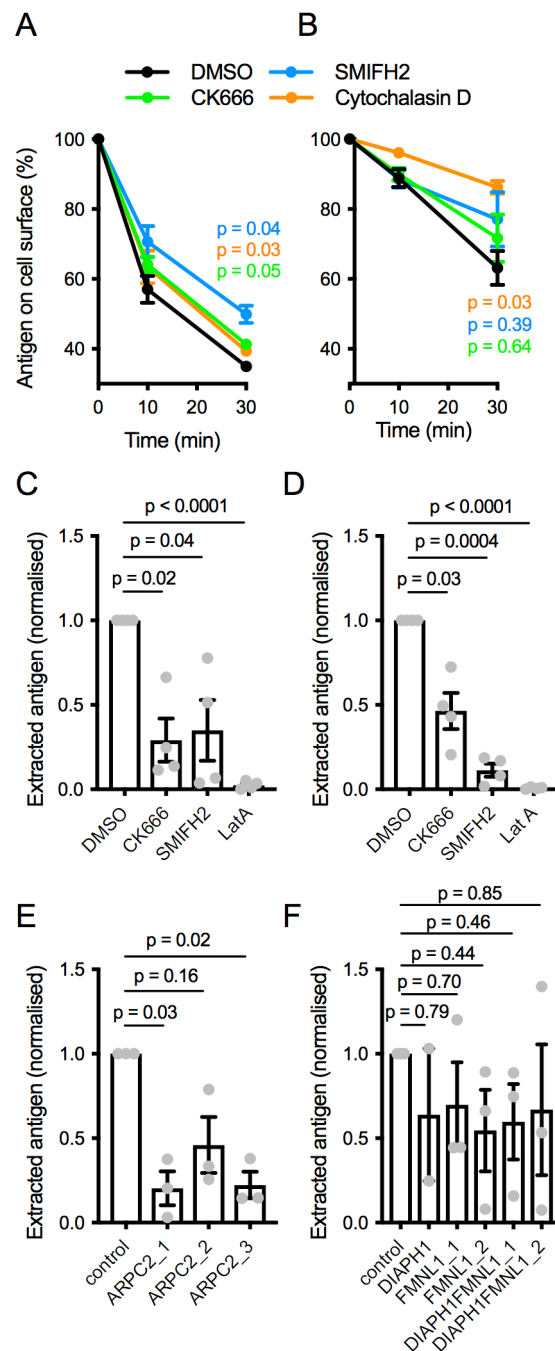 A B
DMSO SMIFH2
CK666 Cytochalasin D
Antigen on cell surface (%)
100
80
60
40
p = 0.04
p = 0.03
p = 0.05
0 10 20 30
Time (min)
100
80
60
40
p = 0.03
p = 0.39
p = 0.64
0 10 20 30
Time (min)
C
p < 0.0001
p = 0.04
p = 0.02
Extracted antigen (normalised)
1.5
1.0
0.5
0.0
DMSO
CK666
SMIFH2
LatA
D
p < 0.0001
p = 0.0004
p = 0.03
Extracted antigen (normalised)
1.5
1.0
0.5
0.0
DMSO
CK666
SMIFH2
Lat A
E
p = 0.02
p = 0.16
p = 0.03
Extracted antigen (normalised)
1.5
1.0
0.5
0.0
control
ARPC2_1
ARPC2_2
ARPC2_3
F
p = 0.85
p = 0.46
p = 0.44
p = 0.70
p = 0.79
Extracted antigen (normalised)
1.5
1.0
0.5
0.0
control
DIAPH1
FMNL1_1
FMNL1_2
DIAPH1FMNL1_1
DIAPH1FMNL1_2